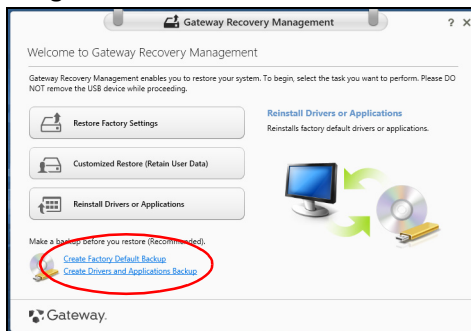 Gateway Recovery Management
? X
Welcome to Gateway Recovery Management
Gateway Recovery Management enables you to restore your system. To begin, select the task you want to perform. Please DO
NOT remove the USB device while proceeding.
Restore Factory Settings
Customized Restore (Retain User Data)
Reinstall Drivers or Applications
Reinstall Drivers or Applications
Reinstalls factory default drivers or applications.
Make a backup before you restore (Recommended).
Create Factory Default Backup
Create Drivers and Applications Backup
Gateway.